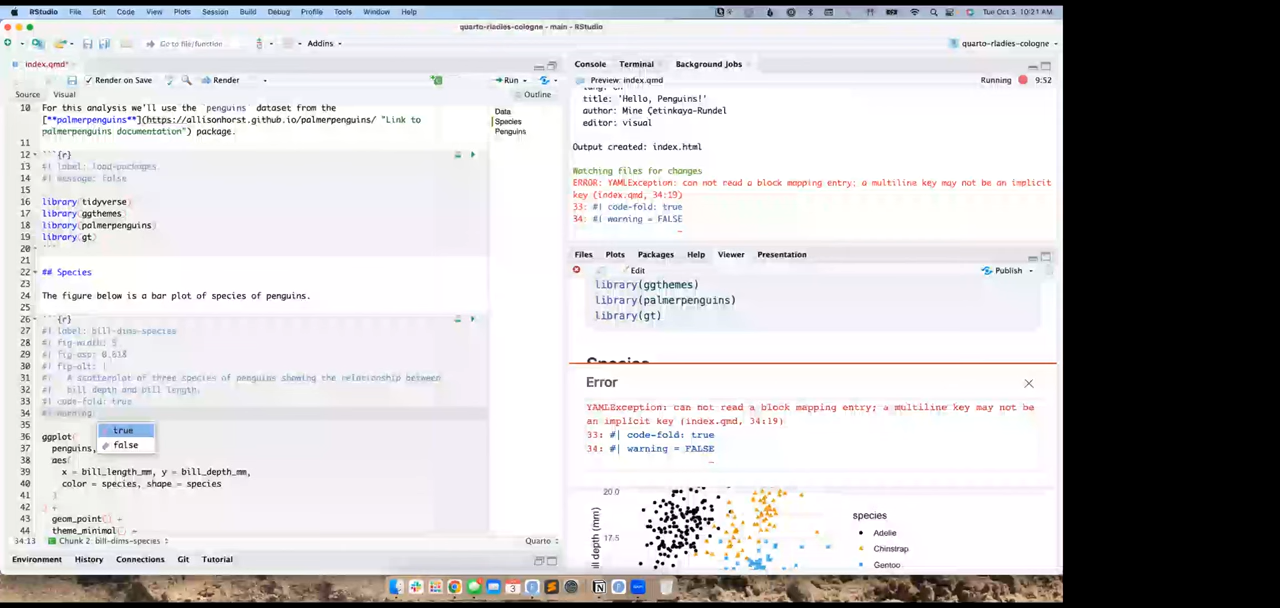 RStudio File Edit Code View Plots Session Build Debug Profile Tools Window Help
Tue Oct 3 10:21 AM
quarto-rladies-cologne - main - RStudio
Go to file/function
Addins
quarto-rladies-cologne
index.qmd*
Render on Save
Render
Run
Source Visual
Outline
10 For this analysis we'll use the `penguins` dataset from the
[**palmerpenguins**](https://allisonhorst.github.io/palmerpenguins/ "Link to
palmerpenguins documentation") package.
11
12 ```{r}
13 #| label: load-packages
14 #| message: false
15
16 library(tidyverse)
17 library(ggthemes)
18 library(palmerpenguins)
19 library(gt)
20 ```
21
22 ## Species
23
24 The figure below is a bar plot of species of penguins.
25
26 ```{r}
27 #| label: bill-dims-species
28 #| fig-width: 5
29 #| fig-asp: 0.618
30 #| fig-alt: |
31 #| A scatterplot of three species of penguins showing the relationship between
32 #| bill depth and bill length.
33 #| code-fold: true
34 #| warning
35
36 ggplot(
37 penguins,
38 aes(
39 x = bill_length_mm, y = bill_depth_mm,
40 color = species, shape = species
41 )
42 ) +
43 geom_point() +
44 theme_minimal() +
true
false
34:13 Chunk 2: bill-dims-species
Quarto
Data
Species
Penguins
Environment History Connections Git Tutorial
Console Terminal Background Jobs
Preview: index.qmd
Running 9:52
lang: en
title: 'Hello, Penguins!'
author: Mine Çetinkaya-Rundel
editor: visual
Output created: index.html
Watching files for changes
ERROR: YAMLException: can not read a block mapping entry; a multiline key may not be an implicit
key (index.qmd, 34:19)
33: #| code-fold: true
34: #| warning = FALSE
Files Plots Packages Help Viewer Presentation
Edit
Publish
library(ggthemes)
library(palmerpenguins)
library(gt)
Species
Error
YAMLException: can not read a block mapping entry; a multiline key may not be
an implicit key (index.qmd, 34:19)
33: #| code-fold: true
34: #| warning = FALSE
20.0
17.5
ill depth (mm)
species
Adelie
Chinstrap
Gentoo